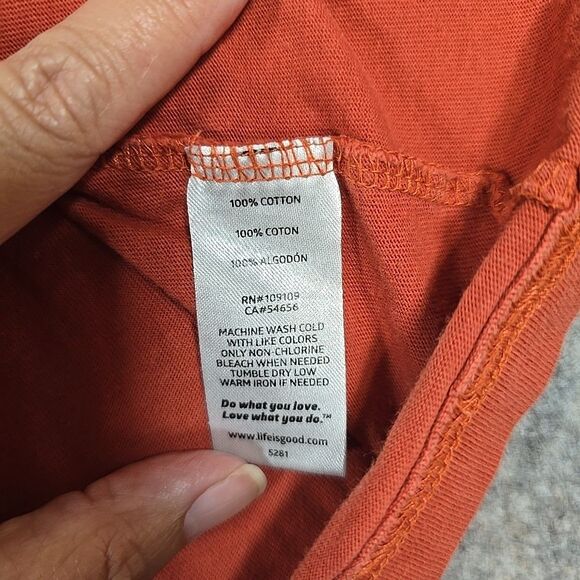 100% COTTON
100% COTON
100% ALGODÓN
RN#109109
CA#54656
MACHINE WASH COLD
WITH LIKE COLORS
ONLY NON-CHLORINE
BLEACH WHEN NEEDED
TUMBLE DRY LOW
WARM IRON IF NEEDED
Do what you love.
Love what you do.™
www.lifeisgood.com
5281